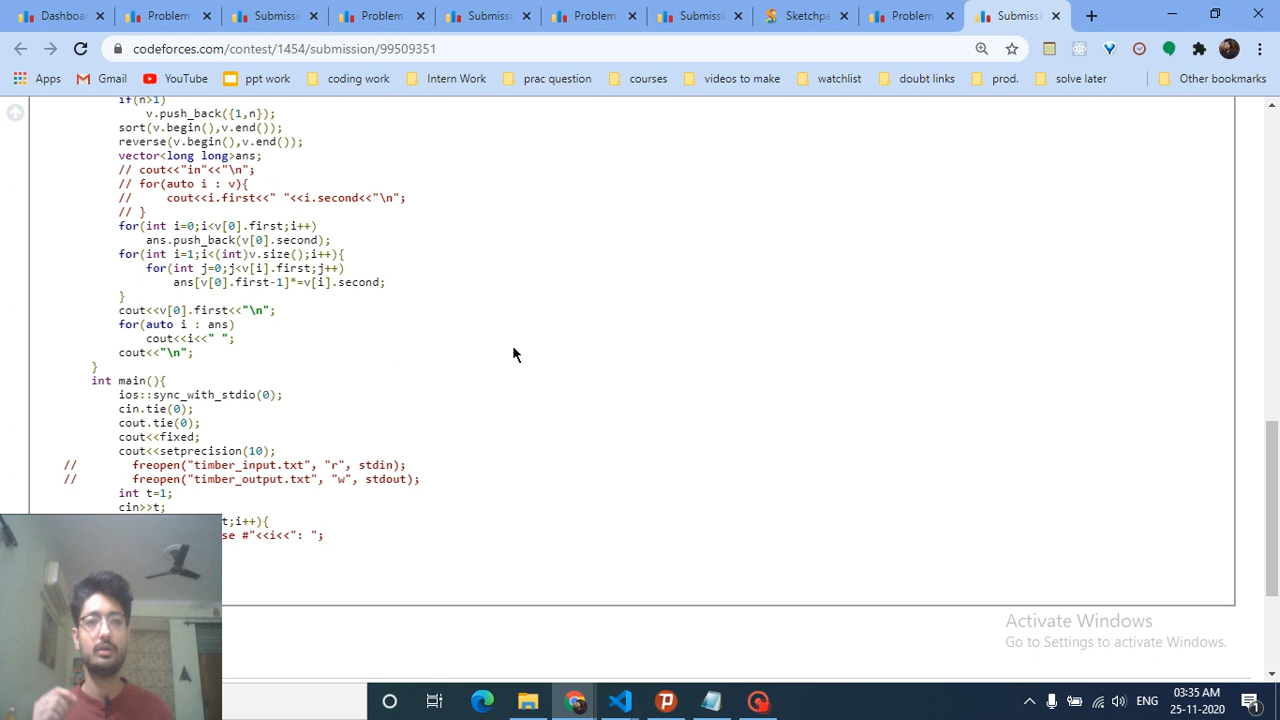 Dashboa
Problem
Submissi
Problem
Submissi
Problem
Submissi
Sketchpa
Problem
Submissi
codeforces.com/contest/1454/submission/99509351
Apps
Gmail
YouTube
ppt work
coding work
Intern Work
prac question
courses
videos to make
watchlist
doubt links
prod.
solve later
Other bookmarks
if(n>1)
v.push_back({1,n});
sort(v.begin(),v.end());
reverse(v.begin(),v.end());
vector<long long>ans;
// cout<<"in"<<"\n";
// for(auto i : v){
// cout<<i.first<<" "<<i.second<<"\n";
// }
for(int i=0;i<v[0].first;i++)
ans.push_back(v[0].second);
for(int i=1;i<(int)v.size();i++){
for(int j=0;j<v[i].first;j++)
ans[v[0].first-1]*=v[i].second;
}
cout<<v[0].first<<"\n";
for(auto i : ans)
cout<<i<<" ";
cout<<"\n";
}
int main(){
ios::sync_with_stdio(0);
cin.tie(0);
cout.tie(0);
cout<<fixed;
cout<<setprecision(10);
// freopen("timber_input.txt", "r", stdin);
// freopen("timber_output.txt", "w", stdout);
int t=1;
cin>>t;
t;i++){
se #"<<i<<": ";
Activate Windows
Go to Settings to activate Windows.
ENG
03:35 AM
25-11-2020
1